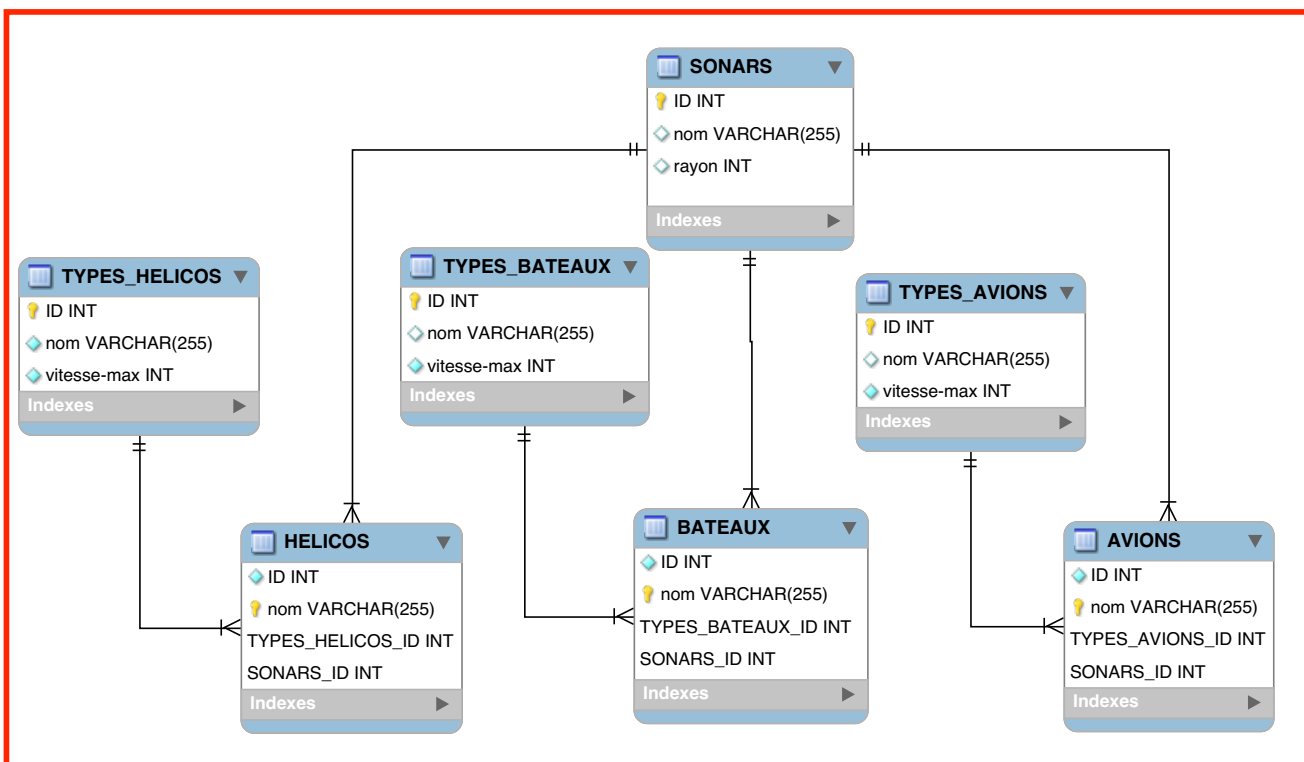 SONARS
ID INT
nom VARCHAR(255)
rayon INT
Indexes
TYPES_HELICOS
ID INT
nom VARCHAR(255)
vitesse-max INT
Indexes
TYPES_BATEAUX
ID INT
nom VARCHAR(255)
vitesse-max INT
Indexes
TYPES_AVIONS
ID INT
nom VARCHAR(255)
vitesse-max INT
Indexes
HELICOS
ID INT
nom VARCHAR(255)
TYPES_HELICOS_ID INT
SONARS_ID INT
Indexes
BATEAUX
ID INT
nom VARCHAR(255)
TYPES_BATEAUX_ID INT
SONARS_ID INT
Indexes
AVIONS
ID INT
nom VARCHAR(255)
TYPES_AVIONS_ID INT
SONARS_ID INT
Indexes